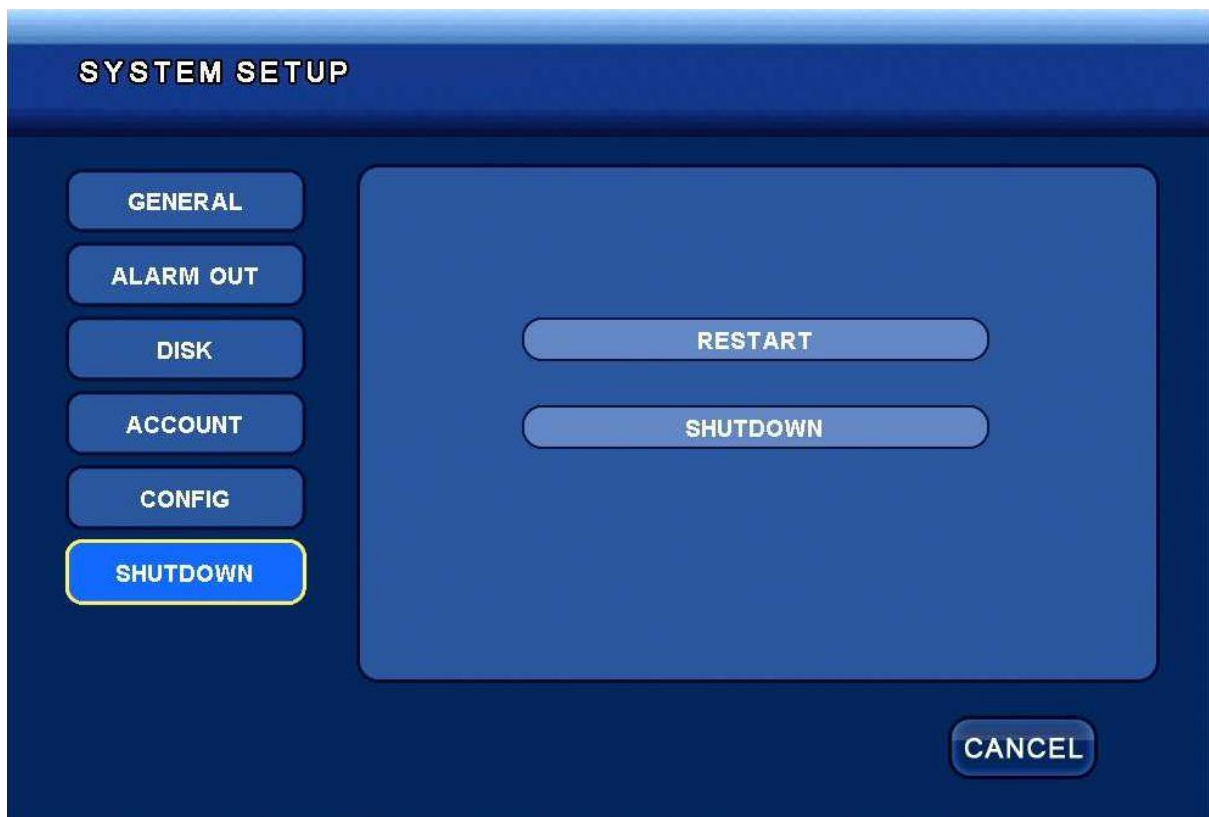 SYSTEM SETUP
GENERAL
ALARM OUT
DISK
ACCOUNT
CONFIG
SHUTDOWN
RESTART
SHUTDOWN
CANCEL